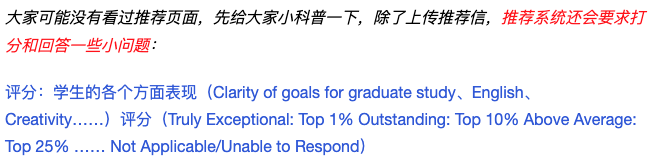 大家可能没有看过推荐页面，先给大家小科普一下，除了上传推荐信，推荐系统还会要求打
分和回答一些小问题：
评分：学生的各个方面表现（Clarity of goals for graduate study、English、
Creativity……）评分（Truly Exceptional: Top 1% Outstanding: Top 10% Above Average:
Top 25% …… Not Applicable/Unable to Respond）